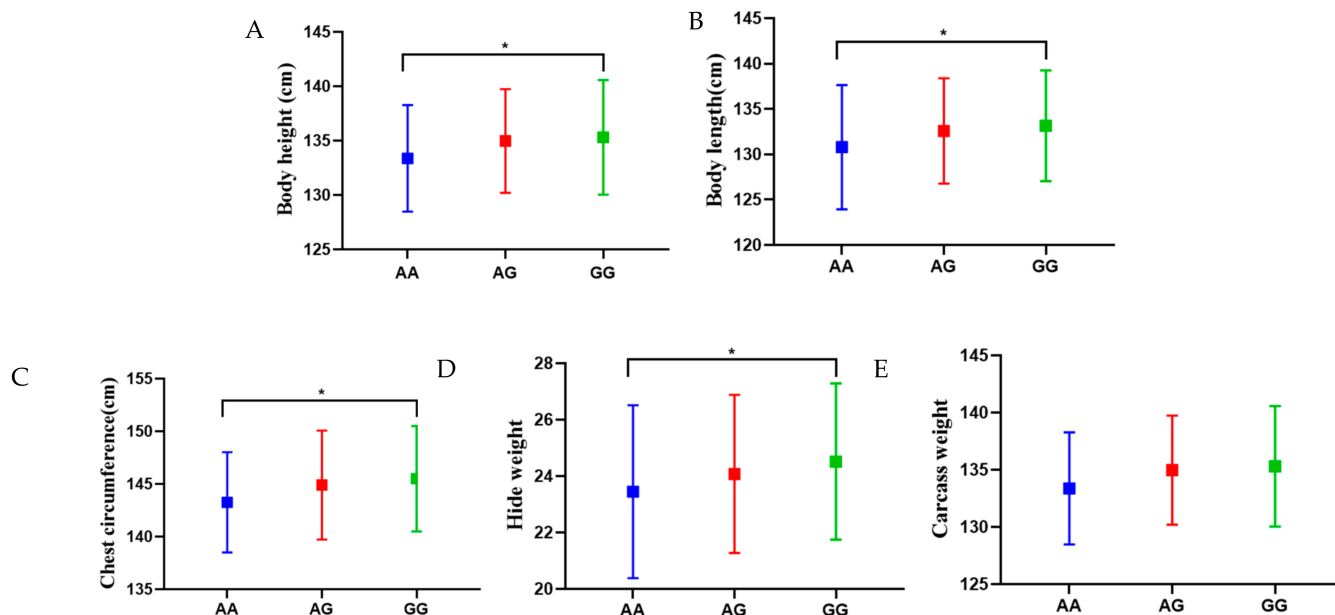 A
Body height (cm)
145
140
135
130
125
*
AA AG GG
B
Body length(cm)
145
140
135
130
125
120
*
AA AG GG
C
Chest circumference(cm)
155
150
145
140
135
*
AA AG GG
D
Hide weight
28
26
24
22
20
*
AA AG GG
E
Carcass weight
145
140
135
130
125
AA AG GG